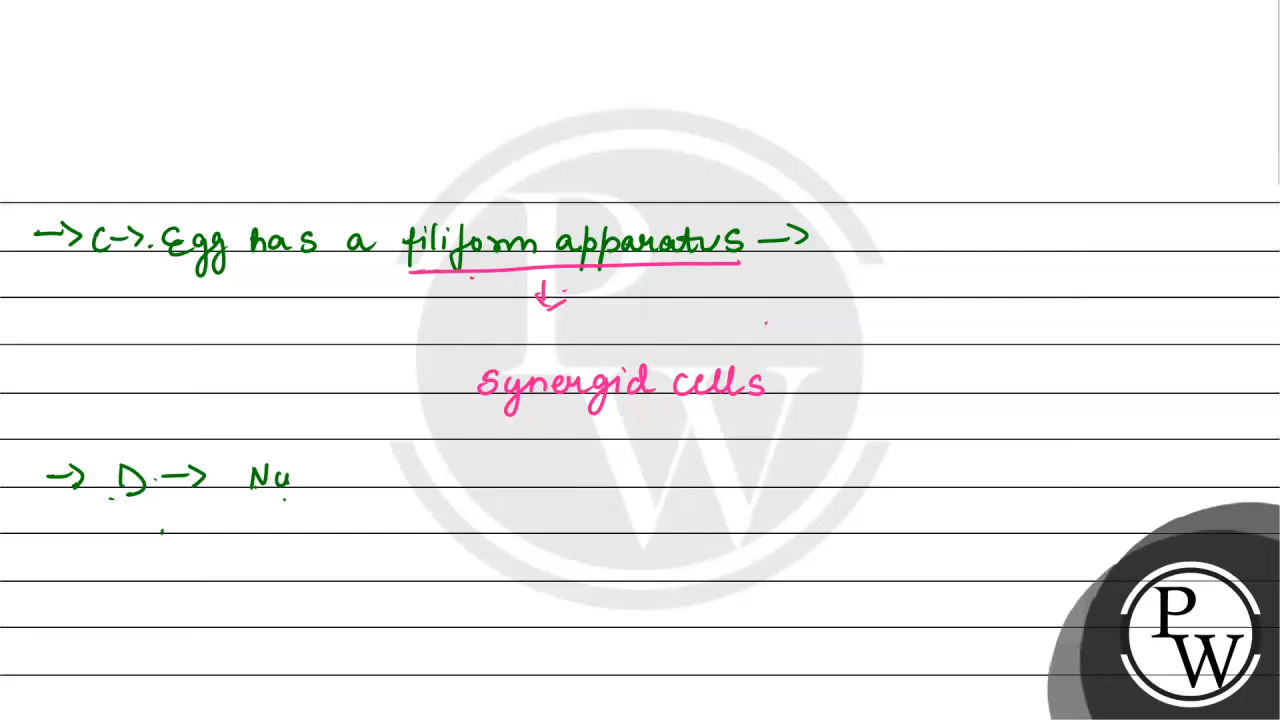 → C →. Egg has a filiform apparatus →
↓
synergid cells
→ D. → Nu
P
W
P
W